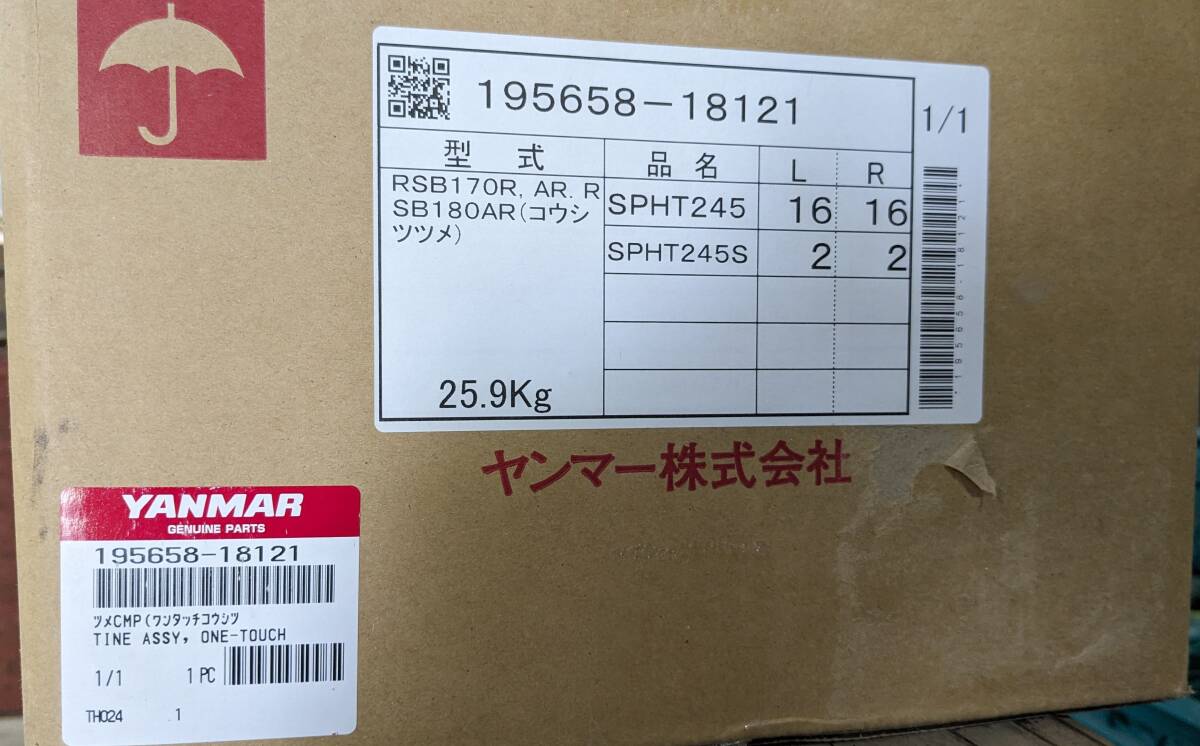 195658-18121
1/1
型 式
品 名
L
R
RSB170R, AR. R
SB180AR(コウシ
ツツメ)
SPHT245
16
16
SPHT245S
2
2
25.9Kg
195658-18121
ヤンマー株式会社
YANMAR
GENUINE PARTS
195658-18121
ツメCMP(ワンタッチコウシツ
TINE ASSY, ONE-TOUCH
1/1
1 PC
TH024
.1